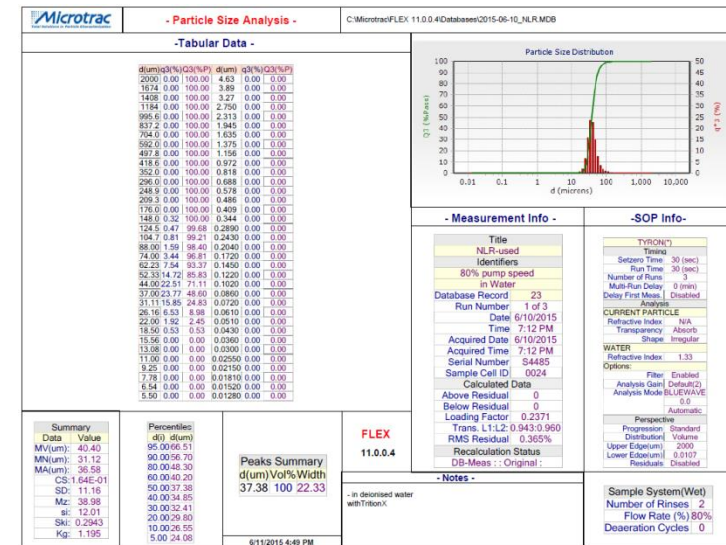 Microtrac
- Particle Size Analysis -
C:\Microtrac\FLEX 11.0.0.4\Databases\2015-06-10_NLR.MDB
-Tabular Data -
d(um) q3(%) Q3(%P) d(um) q3(%) Q3(%P)
2000 0.00 100.00 4.63 0.00 0.00
1674 0.00 100.00 3.89 0.00 0.00
1408 0.00 100.00 3.27 0.00 0.00
1184 0.00 100.00 2.750 0.00 0.00
995.6 0.00 100.00 2.313 0.00 0.00
837.2 0.00 100.00 1.945 0.00 0.00
704.0 0.00 100.00 1.635 0.00 0.00
592.0 0.00 100.00 1.375 0.00 0.00
497.8 0.00 100.00 1.156 0.00 0.00
418.6 0.00 100.00 0.972 0.00 0.00
352.0 0.00 100.00 0.818 0.00 0.00
296.0 0.00 100.00 0.688 0.00 0.00
248.9 0.00 100.00 0.578 0.00 0.00
209.3 0.00 100.00 0.486 0.00 0.00
176.0 0.00 100.00 0.409 0.00 0.00
148.0 0.32 100.00 0.344 0.00 0.00
124.5 0.47 99.68 0.2890 0.00 0.00
104.7 0.81 99.21 0.2430 0.00 0.00
88.00 1.59 98.40 0.2040 0.00 0.00
74.00 3.44 96.81 0.1720 0.00 0.00
62.23 7.54 93.37 0.1450 0.00 0.00
52.33 14.72 85.83 0.1220 0.00 0.00
44.00 22.51 71.11 0.1020 0.00 0.00
37.00 23.77 48.60 0.0860 0.00 0.00
31.11 15.85 24.83 0.0720 0.00 0.00
26.16 6.53 8.98 0.0610 0.00 0.00
22.00 1.92 2.45 0.0510 0.00 0.00
18.50 0.53 0.53 0.0430 0.00 0.00
15.56 0.00 0.00 0.0360 0.00 0.00
13.08 0.00 0.00 0.0300 0.00 0.00
11.00 0.00 0.00 0.02550 0.00 0.00
9.25 0.00 0.00 0.02150 0.00 0.00
7.78 0.00 0.00 0.01810 0.00 0.00
6.54 0.00 0.00 0.01520 0.00 0.00
5.50 0.00 0.00 0.01280 0.00 0.00
Particle Size Distribution
Q3 (%Pass)
100
90
80
70
60
50
40
30
20
10
0
50
45
40
35
30
25
20
15
10
5
0
q*3 (%)
0.01 0.1 1 10 100 1,000 10,000
d (microns)
- Measurement Info -
Title
NLR-used
Identifiers
80% pump speed
in Water
Database Record 23
Run Number 1 of 3
Date 6/10/2015
Time 7:12 PM
Acquired Date 6/10/2015
Acquired Time 7:12 PM
Serial Number S4485
Sample Cell ID 0024
Calculated Data
Above Residual 0
Below Residual 0
Loading Factor 0.2371
Trans. L1:L2: 0.943:0.960
RMS Residual 0.365%
Recalculation Status
DB-Meas : : Original :
-SOP Info-
TYRON(*)
Timing
Setzero Time 30 (sec)
Run Time 30 (sec)
Number of Runs 3
Multi-Run Delay 0 (min)
Delay First Meas. Disabled
Analysis
CURRENT PARTICLE
Refractive Index N/A
Transparency Absorb
Shape Irregular
WATER
Refractive Index 1.33
Options:
Filter Enabled
Analysis Gain Default(2)
Analysis Mode BLUEWAVE
0.0
Automatic
Perspective
Progression Standard
Distribution Volume
Upper Edge(um) 2000
Lower Edge(um) 0.0107
Residuals Disabled
Summary
Data Value
MV(um): 40.40
MN(um): 31.12
MA(um): 36.58
CS: 1.64E-01
SD: 11.16
Mz: 38.98
si: 12.01
Ski: 0.2943
Kg: 1.195
Percentiles
d(i) d(um)
95.00 66.51
90.00 56.70
80.00 48.30
60.00 40.20
50.00 37.38
40.00 34.85
30.00 32.41
20.00 29.80
10.00 26.55
5.00 24.08
Peaks Summary
d(um) Vol% Width
37.38 100 22.33
6/11/2015 4:49 PM
FLEX
11.0.0.4
- Notes -
- in deionised water
withTritionX
Sample System(Wet)
Number of Rinses 2
Flow Rate (%) 80%
Deaeration Cycles 0